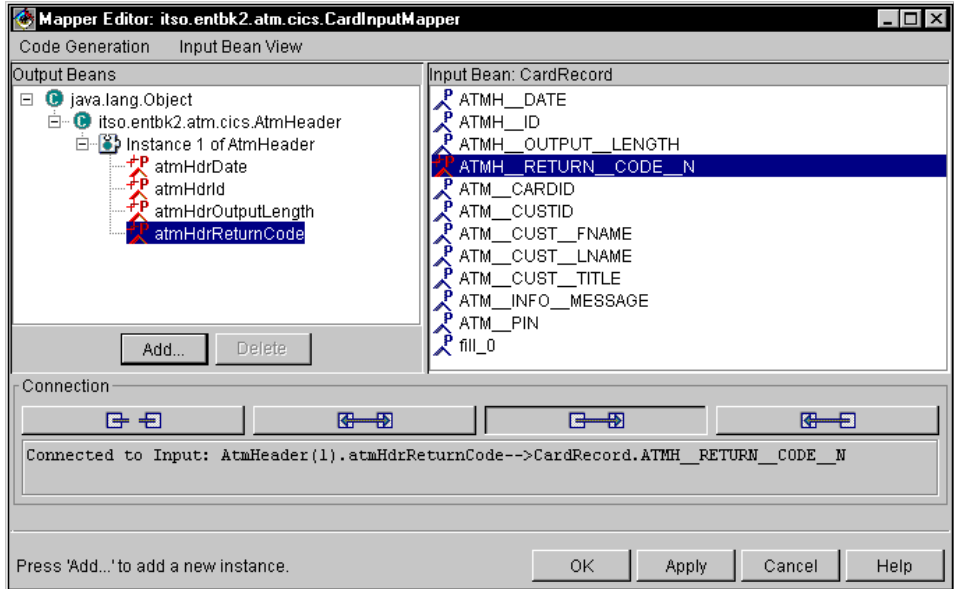 Mapper Editor: itso.entbk2.atm.cics.CardInputMapper
Code Generation Input Bean View
Output Beans
java.lang.Object
itso.entbk2.atm.cics.AtmHeader
Instance 1 of AtmHeader
atmHdrDate
atmHdrId
atmHdrOutputLength
atmHdrReturnCode
Add... Delete
Input Bean: CardRecord
ATMH__DATE
ATMH__ID
ATMH__OUTPUT__LENGTH
ATMH__RETURN__CODE__N
ATM__CARDID
ATM__CUSTID
ATM__CUST__FNAME
ATM__CUST__LNAME
ATM__CUST__TITLE
ATM__INFO__MESSAGE
ATM__PIN
fill_0
Connection
Connected to Input: AtmHeader(1).atmHdrReturnCode-->CardRecord.ATMH__RETURN__CODE__N
Press 'Add...' to add a new instance.
OK Apply Cancel Help